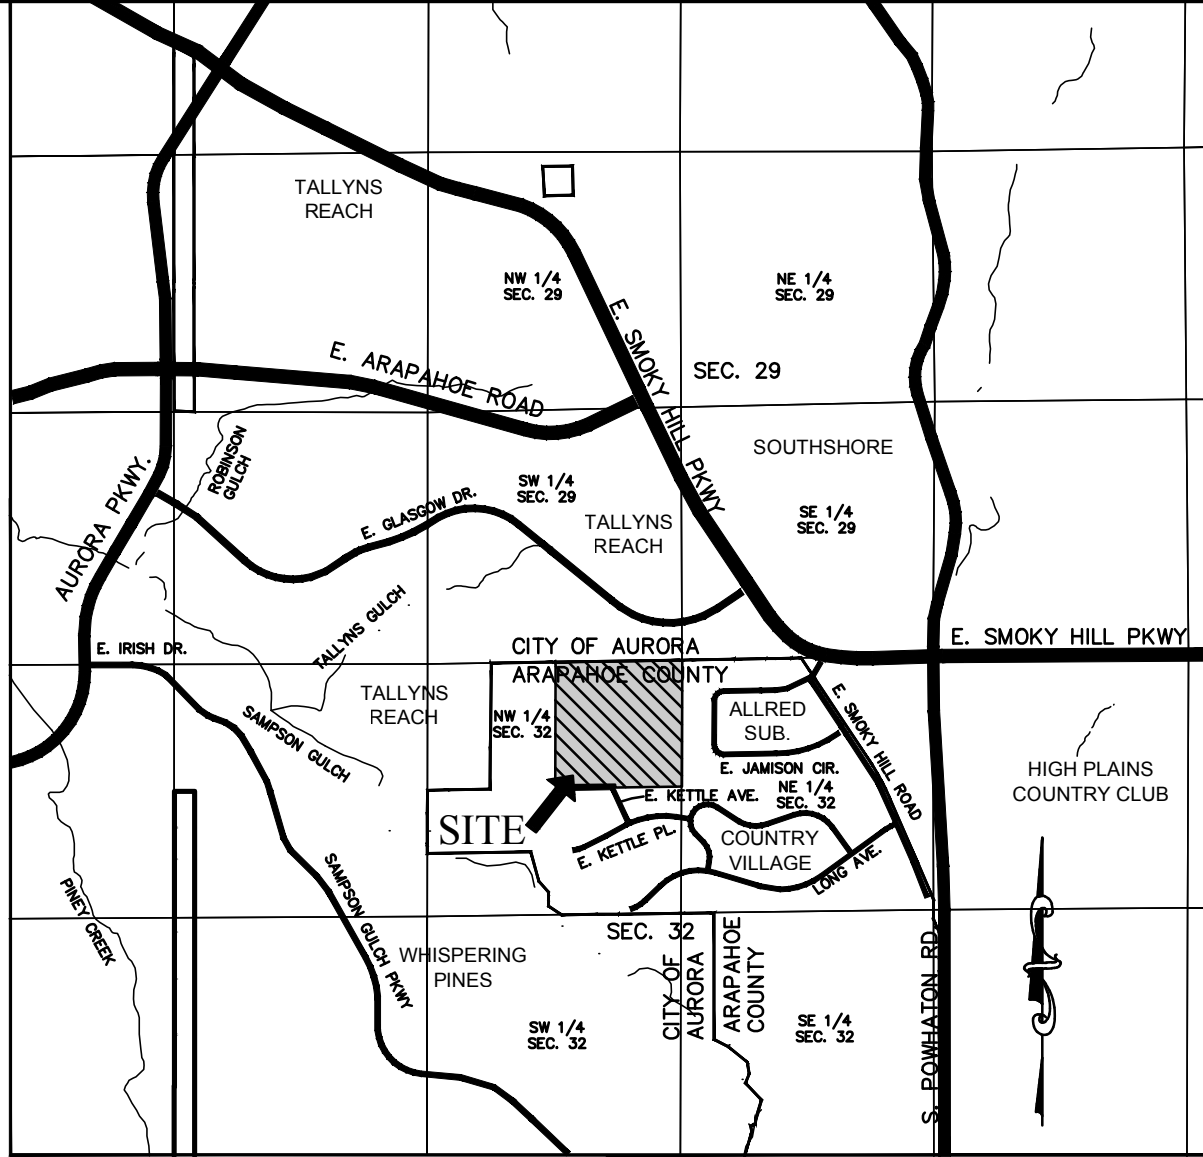 TALLYNS
REACH
NW 1/4
SEC. 29
NE 1/4
SEC. 29
E. SMOKY HILL PKWY
E. ARAPAHOE ROAD
SEC. 29
SOUTHSHORE
ROBINSON
GULCH
AURORA PKWY.
SW 1/4
SEC. 29
E. GLASGOW DR.
TALLYNS
REACH
SE 1/4
SEC. 29
TALLYNS GULCH
E. IRISH DR.
CITY OF AURORA
ARAPAHOE COUNTY
E. SMOKY HILL PKWY
TALLYNS
REACH
SAMPSON GULCH
NW 1/4
SEC. 32
ALLRED
SUB.
E. SMOKY HILL ROAD
E. JAMISON CIR.
HIGH PLAINS
COUNTRY CLUB
E. KETTLE AVE.
NE 1/4
SEC. 32
SITE
E. KETTLE PL.
COUNTRY
VILLAGE
LONG AVE.
PINEY CREEK
SAMPSON GULCH PKWY
WHISPERING
PINES
SEC. 32
CITY OF
AURORA
ARAPAHOE
COUNTY
S. POWHATON RD.
SW 1/4
SEC. 32
SE 1/4
SEC. 32